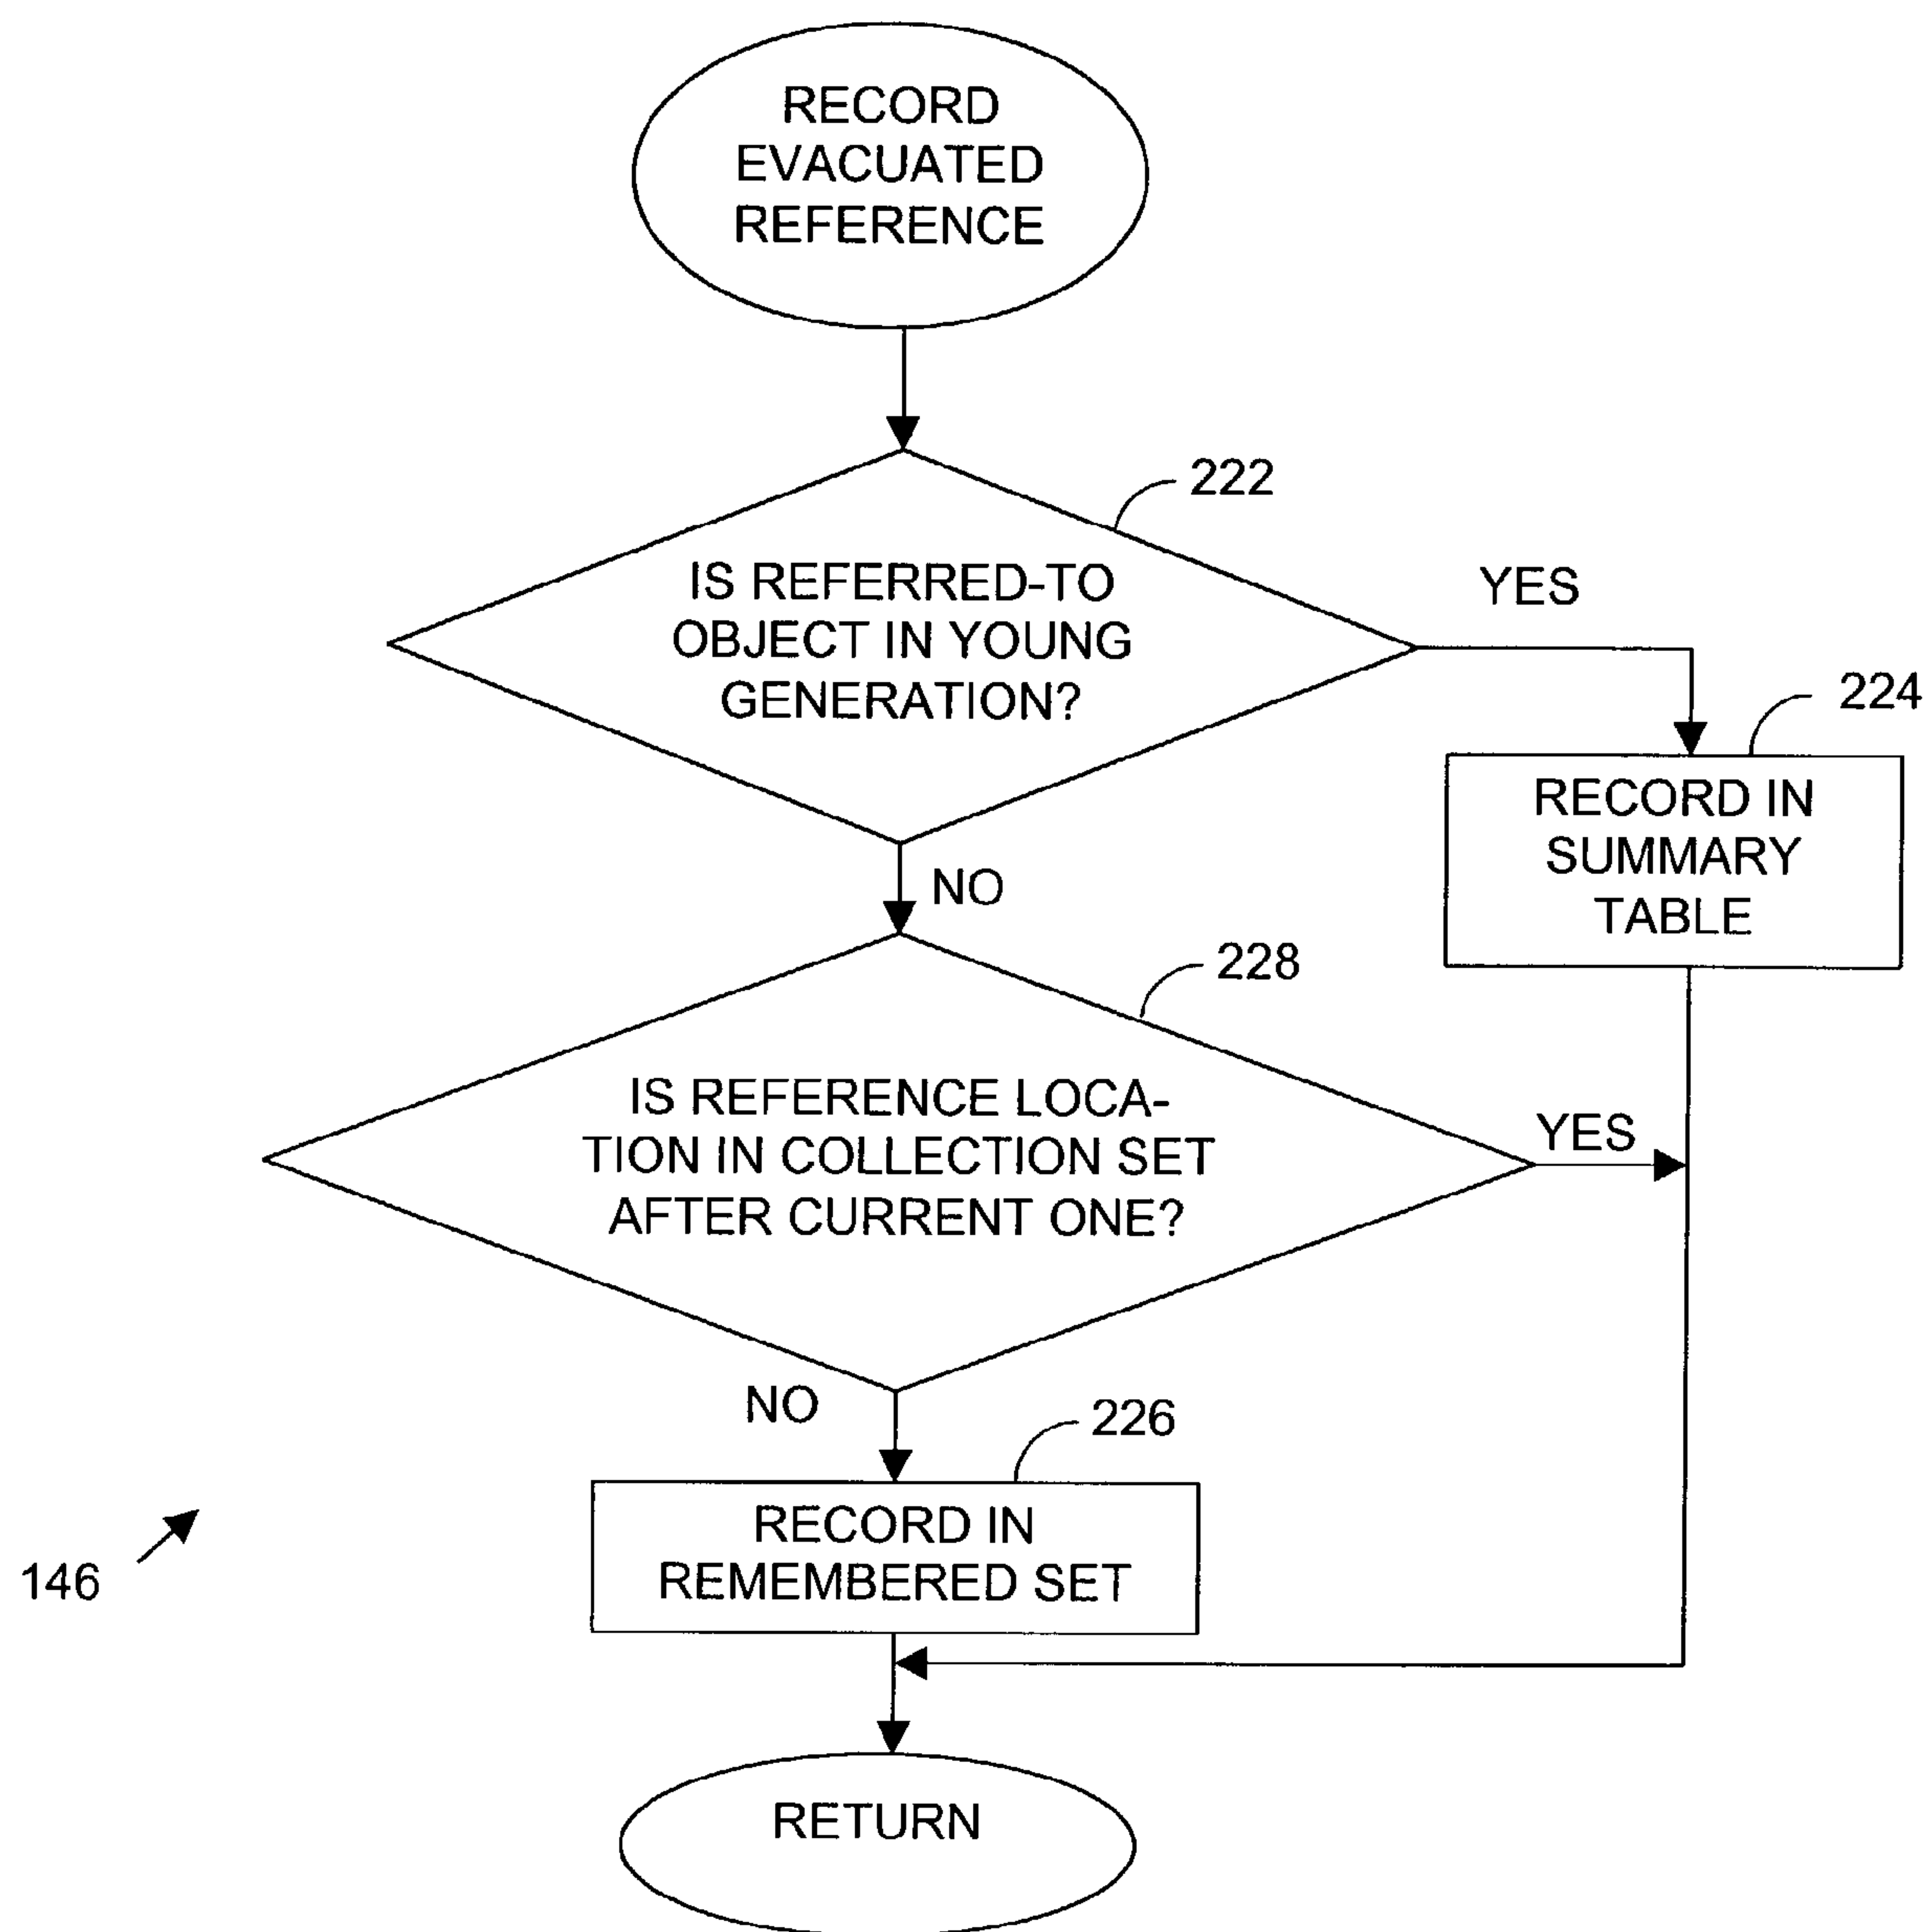 RECORD
EVACUATED
REFERENCE
222
IS REFERRED-TO
OBJECT IN YOUNG
GENERATION?
YES
224
RECORD IN
SUMMARY
TABLE
NO
228
IS REFERENCE LOCA-
TION IN COLLECTION SET
AFTER CURRENT ONE?
YES
NO
226
RECORD IN
REMEMBERED SET
146
RETURN